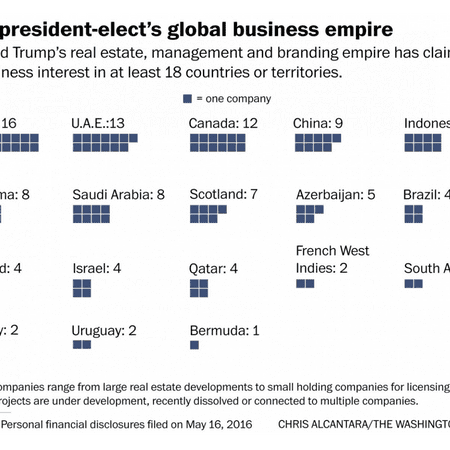 president-elect's global business empire
d Trump's real estate, management and branding empire has clai
ness interest in at least 18 countries or territories.
= one company
16 U.A.E.:13 Canada: 12 China: 9 Indones
ma: 8 Saudi Arabia: 8 Scotland: 7 Azerbaijan: 5 Brazil: 4
d: 4 Israel: 4 Qatar: 4 French West Indies: 2 South A
y: 2 Uruguay: 2 Bermuda: 1
ompanies range from large real estate developments to small holding companies for licensing
rojects are under development, recently dissolved or connected to multiple companies.
Personal financial disclosures filed on May 16, 2016 CHRIS ALCANTARA/THE WASHINGTO